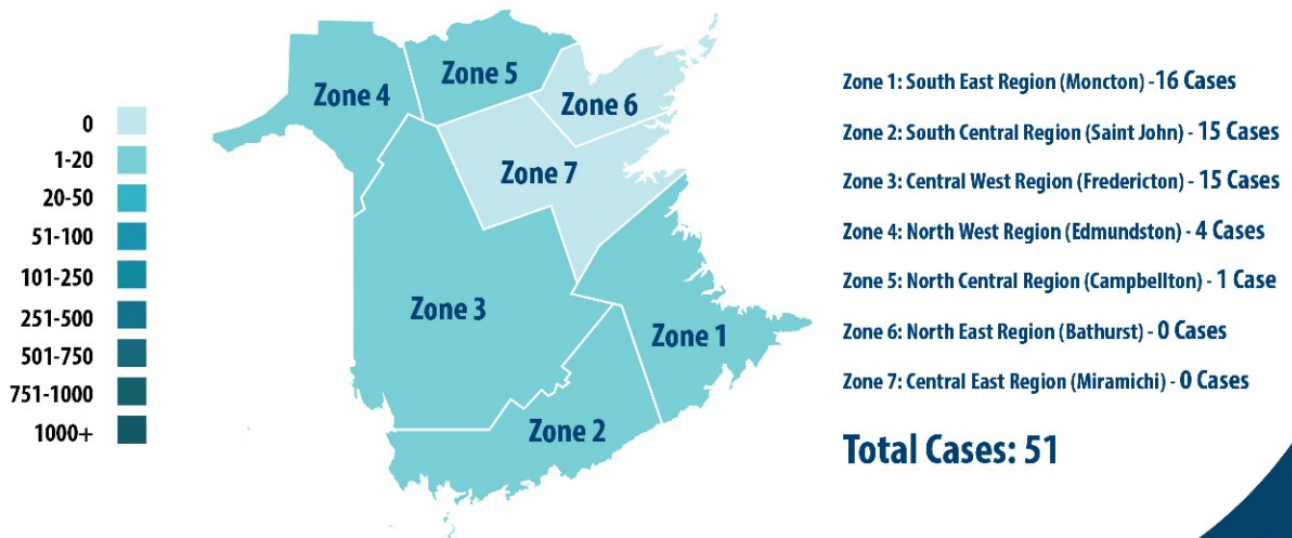 0
1-20
20-50
51-100
101-250
251-500
501-750
751-1000
1000+
Zone 4
Zone 5
Zone 6
Zone 7
Zone 3
Zone 1
Zone 2
Zone 1: South East Region (Moncton) -16 Cases
Zone 2: South Central Region (Saint John) - 15 Cases
Zone 3: Central West Region (Fredericton) - 15 Cases
Zone 4: North West Region (Edmundston) - 4 Cases
Zone 5: North Central Region (Campbellton) - 1 Case
Zone 6: North East Region (Bathurst) - 0 Cases
Zone 7: Central East Region (Miramichi) - 0 Cases
Total Cases: 51